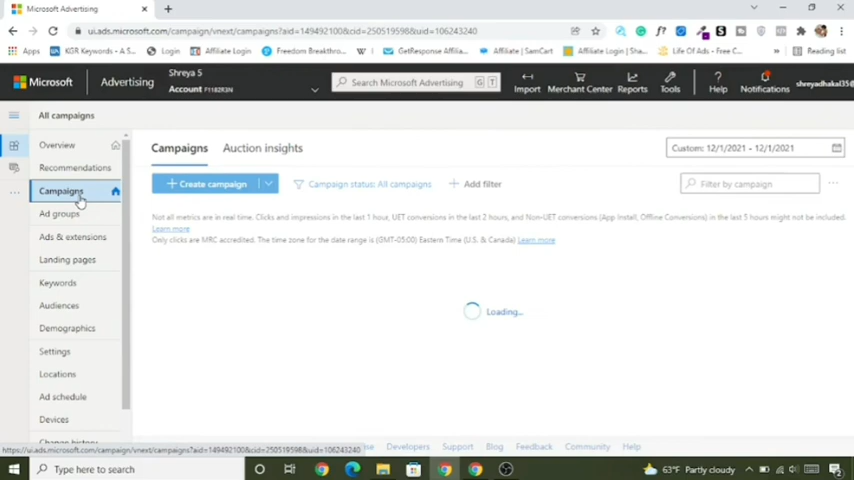 Microsoft Advertising
ui.ads.microsoft.com/campaign/vnext/campaigns?aid=149492100&cid=250519598&uid=106243240
Apps
KGR Keywords - A S...
Login
Affiliate Login
Freedom Breakthro...
GetResponse Affilia...
Affiliate | SamCart
Affiliate Login | Sha...
Life Of Ads - Free C...
Reading list
Microsoft
Advertising
Shreya S
Account F1182R3N
Search Microsoft Advertising
G T
Import
Merchant Center
Reports
Tools
Help
Notifications
shreyadhakal35@
All campaigns
Overview
Recommendations
Campaigns
Ad groups
Ads & extensions
Landing pages
Keywords
Audiences
Demographics
Settings
Locations
Ad schedule
Devices
Change history
Campaigns
Auction insights
Custom: 12/1/2021 - 12/1/2021
Create campaign
Campaign status: All campaigns
Add filter
Filter by campaign
Not all metrics are in real time. Clicks and impressions in the last 1 hour, UET conversions in the last 2 hours, and Non-UET conversions (App Install, Offline Conversions) in the last 5 hours might not be included.
Learn more
Only clicks are MRC accredited. The time zone for the date range is (GMT-05:00) Eastern Time (U.S. & Canada) Learn more
Loading...
https://ui.ads.microsoft.com/campaign/vnext/campaigns?aid=149492100&cid=250519598&uid=106243240
Developers
Support
Blog
Feedback
Community
Help
Type here to search
63°F Partly cloudy
2